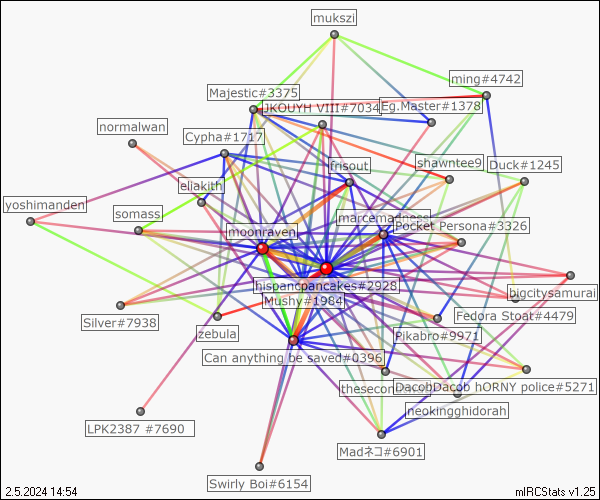 mukszi
ming#4742
Majestic#3375
JKOUYH VIII#7034
Eg.Master#1378
normalwan
Cypha#1717
frisout
shawntee9
Duck#1245
eliakith
yoshimanden
somass
marcemadness
Pocket Persona#3326
moonraven
hispandpancakes#2928
bigcitysamurai
Mushy#1984
Fedora Stoat#4479
Silver#7938
zebula
Pikabro#9971
Can anything be saved#0396
DacobDacob hORNY police#5271
neokingghidorah
LPK2387 #7690
Madネコ#6901
Swirly Boi#6154
2.5.2024 14:54
mIRCStats v1.25